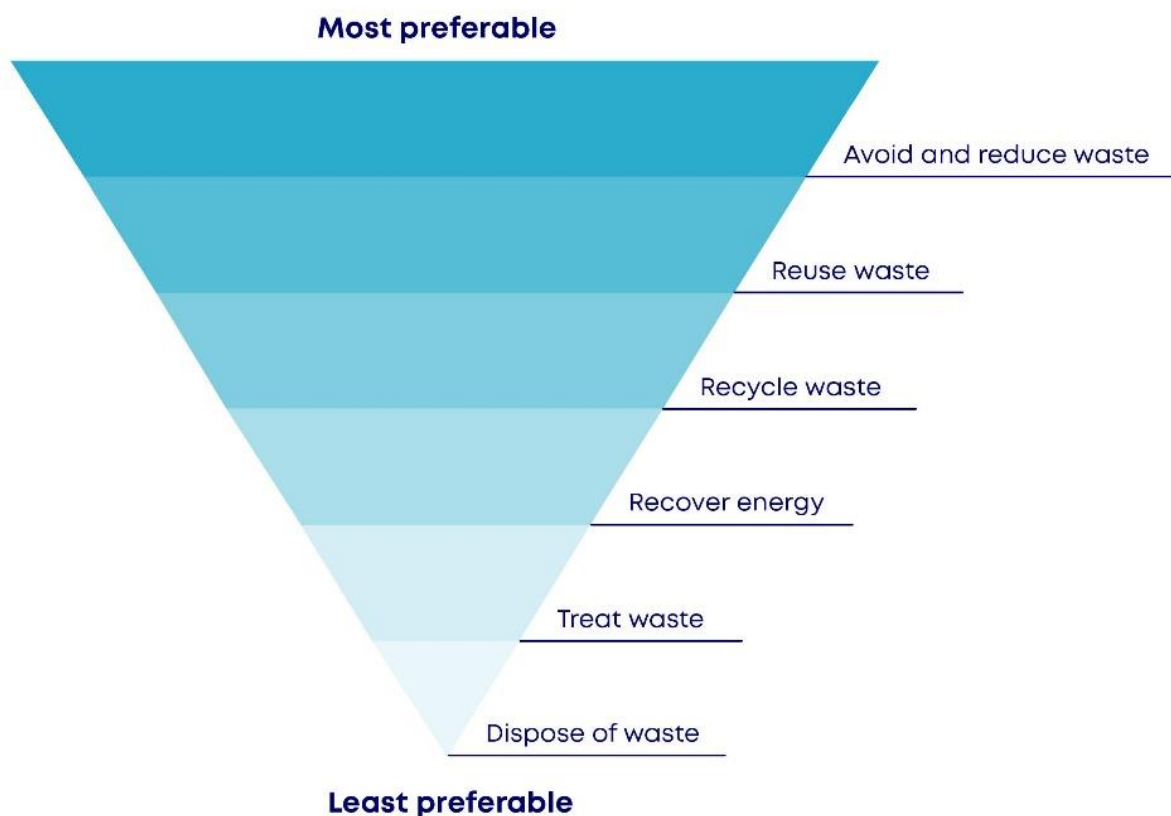 Most preferable
Avoid and reduce waste
Reuse waste
Recycle waste
Recover energy
Treat waste
Dispose of waste
Least preferable